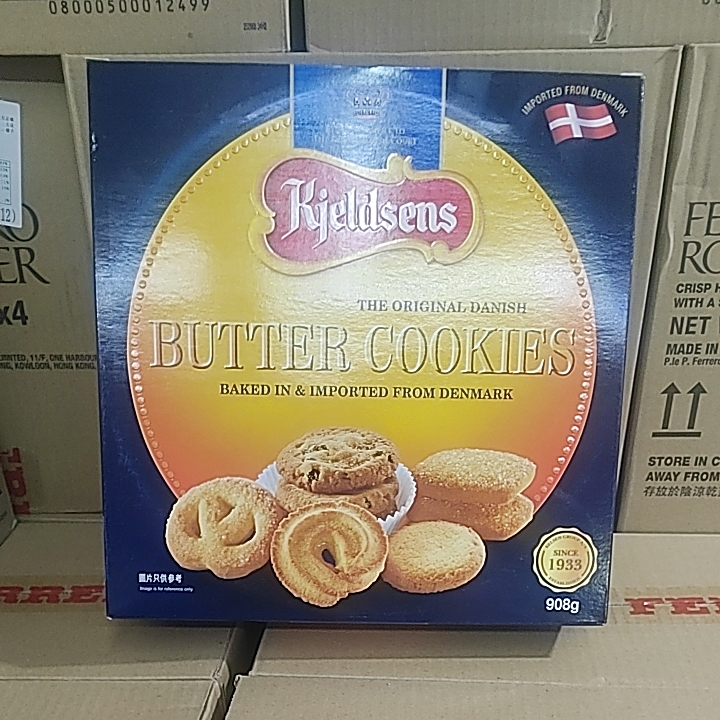 08000500012499
IMPORTED FROM DENMARK
Kjeldsens
THE ORIGINAL DANISH
BUTTER COOKIES
BAKED IN & IMPORTED FROM DENMARK
SINCE
1933
圖片只供參考
Image is for reference only
908g
12)
ER
x4
FE
RO
CRISP H
WITH A
NET
MADE IN
P.le P. Ferrero
STORE IN C
AWAY FROM
存放於陰涼乾